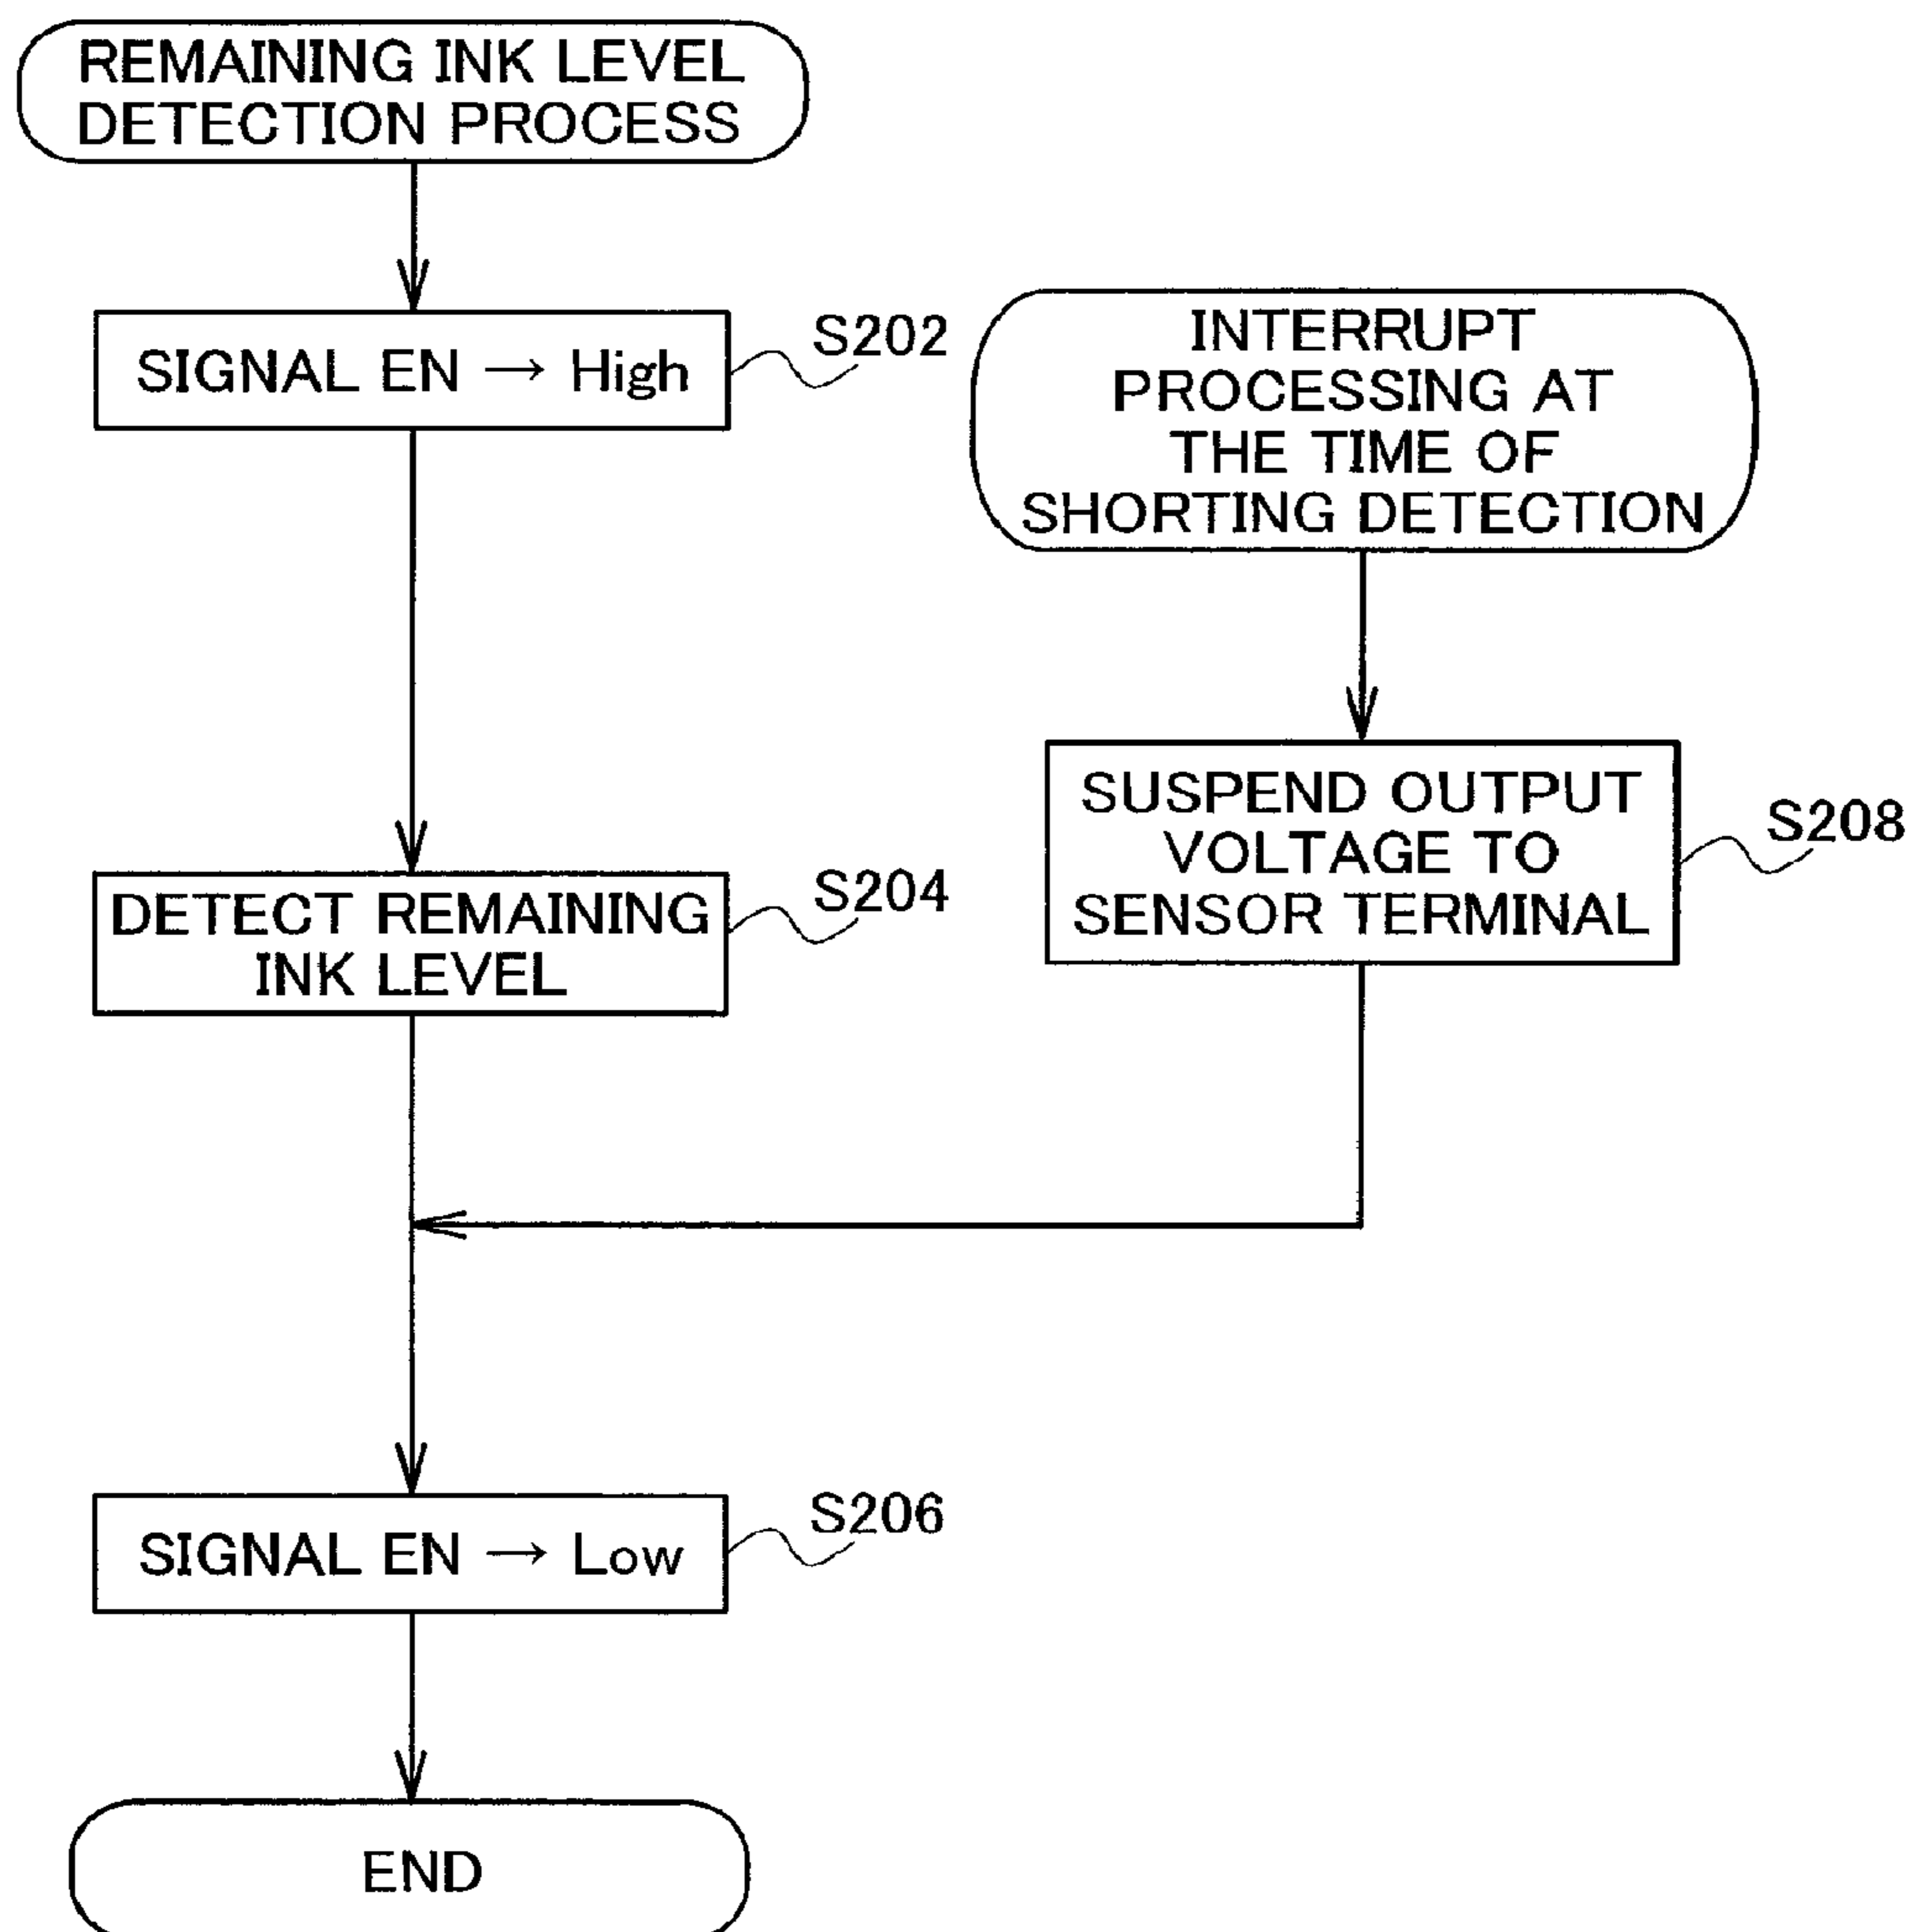 REMAINING INK LEVEL
DETECTION PROCESS
SIGNAL EN → High
S202
INTERRUPT
PROCESSING AT
THE TIME OF
SHORTING DETECTION
SUSPEND OUTPUT
VOLTAGE TO
SENSOR TERMINAL
S208
DETECT REMAINING
INK LEVEL
S204
SIGNAL EN → Low
S206
END